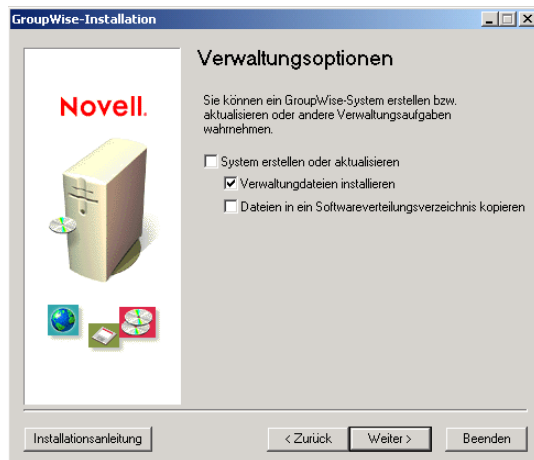 GroupWise-Installation
Verwaltungsoptionen
Novell.
Sie können ein GroupWise-System erstellen bzw.
aktualisieren oder andere Verwaltungsaufgaben
wahrnehmen.
System erstellen oder aktualisieren
Verwaltungdateien installieren
Dateien in ein Softwareverteilungsverzeichnis kopieren
Installationsanleitung
< Zurück
Weiter >
Beenden